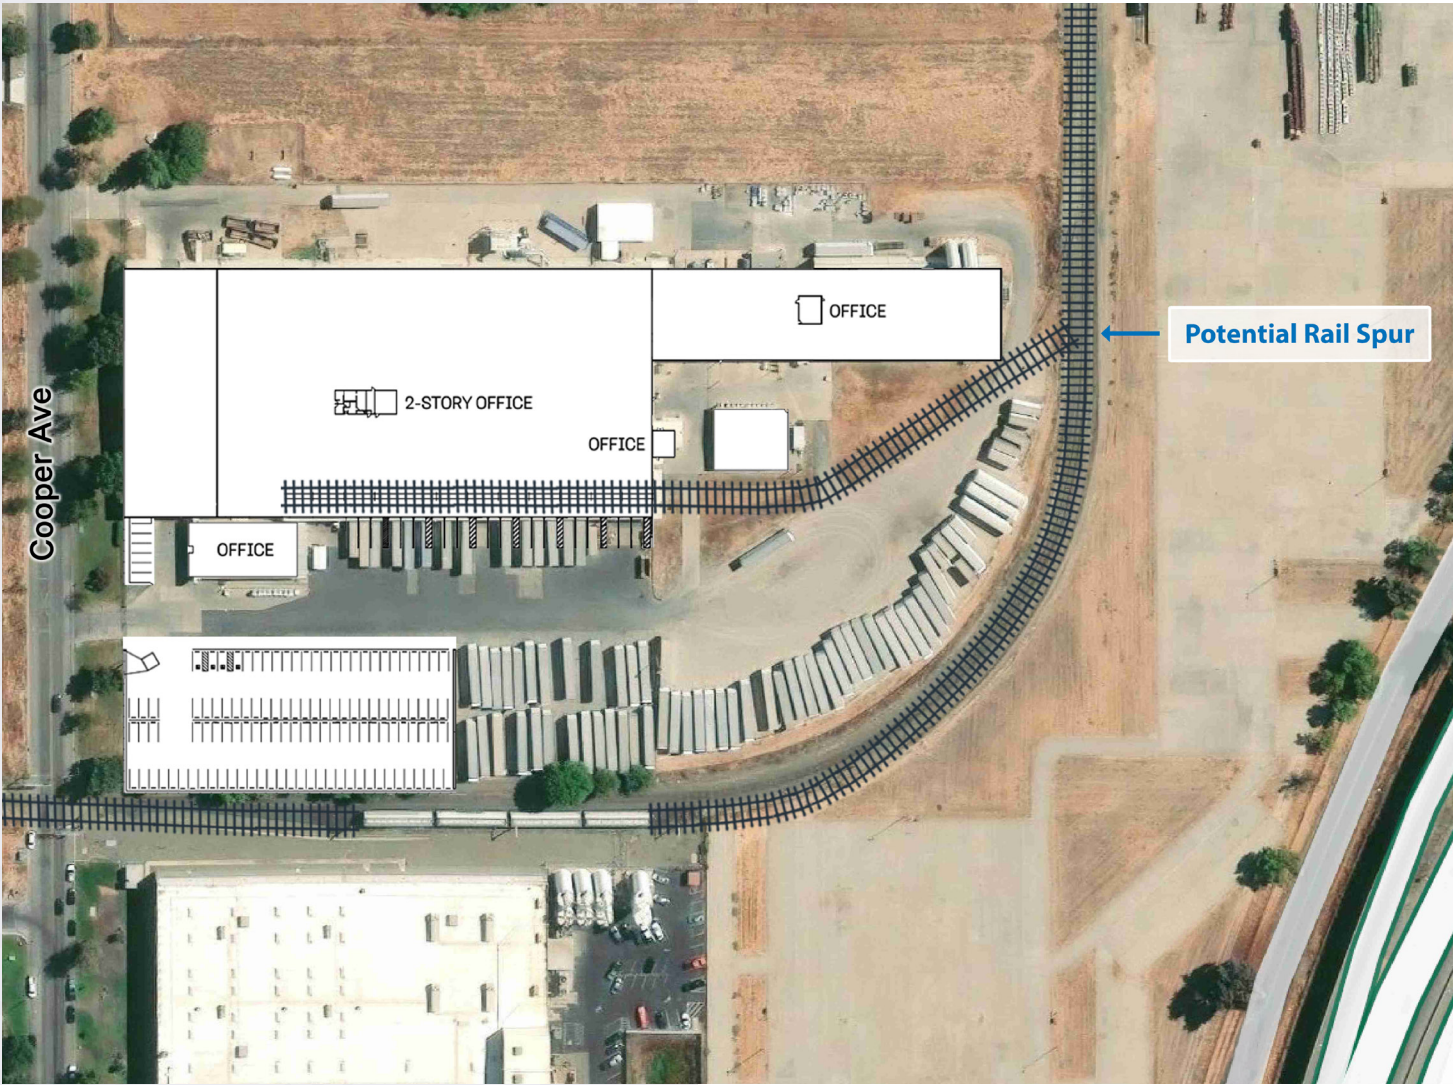 OFFICE
Potential Rail Spur
2-STORY OFFICE
OFFICE
Cooper Ave
OFFICE